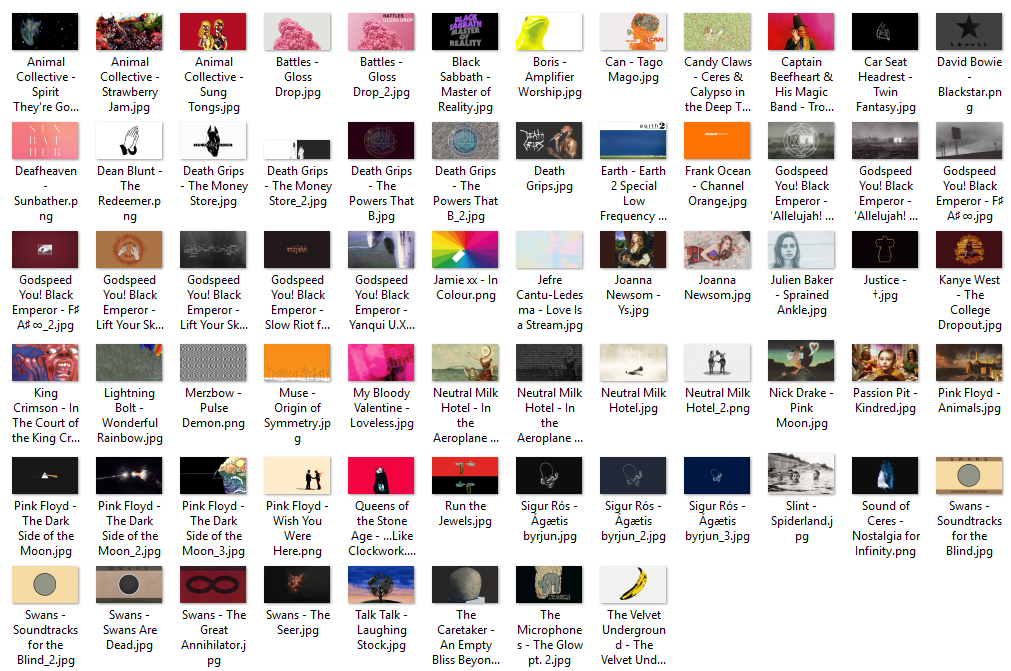 Animal Collective - Spirit They're Go...
Animal Collective - Strawberry Jam.jpg
Animal Collective - Sung Tongs.jpg
Battles - Gloss Drop.jpg
Battles - Gloss Drop_2.jpg
Black Sabbath - Master of Reality.jpg
Boris - Amplifier Worship.jpg
Can - Tago Mago.jpg
Candy Claws - Ceres & Calypso in the Deep T...
Captain Beefheart & His Magic Band - Tro...
Car Seat Headrest - Twin Fantasy.jpg
David Bowie - Blackstar.png
Deafheaven - Sunbather.png
Dean Blunt - The Redeemer.png
Death Grips - The Money Store.jpg
Death Grips - The Money Store_2.jpg
Death Grips - The Powers That B.jpg
Death Grips - The Powers That B_2.jpg
Death Grips.jpg
Earth - Earth 2 Special Low Frequency ...
Frank Ocean - Channel Orange.jpg
Godspeed You! Black Emperor - 'Allelujah! ...
Godspeed You! Black Emperor - 'Allelujah! ...
Godspeed You! Black Emperor - F♯ A♯ ∞.jpg
Godspeed You! Black Emperor - F♯ A♯ ∞_2.jpg
Godspeed You! Black Emperor - Lift Your Sk...
Godspeed You! Black Emperor - Lift Your Sk...
Godspeed You! Black Emperor - Slow Riot f...
Godspeed You! Black Emperor - Yanqui U.X...
Jamie xx - In Colour.png
Jefre Cantu-Ledesma - Love Is a Stream.jpg
Joanna Newsom - Ys.jpg
Joanna Newsom.jpg
Julien Baker - Sprained Ankle.jpg
Justice - †.jpg
Kanye West - The College Dropout.jpg
King Crimson - In The Court of the King Cr...
Lightning Bolt - Wonderful Rainbow.jpg
Merzbow - Pulse Demon.png
Muse - Origin of Symmetry.jpg
My Bloody Valentine - Loveless.jpg
Neutral Milk Hotel - In the Aeroplane ...
Neutral Milk Hotel - In the Aeroplane ...
Neutral Milk Hotel.jpg
Neutral Milk Hotel_2.png
Nick Drake - Pink Moon.jpg
Passion Pit - Kindred.jpg
Pink Floyd - Animals.jpg
Pink Floyd - The Dark Side of the Moon.jpg
Pink Floyd - The Dark Side of the Moon_2.jpg
Pink Floyd - The Dark Side of the Moon_3.jpg
Pink Floyd - Wish You Were Here.png
Queens of the Stone Age - ...Like Clockwork....
Run the Jewels.jpg
Sigur Rós - Ágætis byrjun.jpg
Sigur Rós - Ágætis byrjun_2.jpg
Sigur Rós - Ágætis byrjun_3.jpg
Slint - Spiderland.jpg
Sound of Ceres - Nostalgia for Infinity.png
Swans - Soundtracks for the Blind.jpg
Swans - Soundtracks for the Blind_2.jpg
Swans - Swans Are Dead.jpg
Swans - The Great Annihilator.jpg
Swans - The Seer.jpg
Talk Talk - Laughing Stock.jpg
The Caretaker - An Empty Bliss Beyon...
The Microphones - The Glow pt. 2.jpg
The Velvet Underground - The Velvet Und...